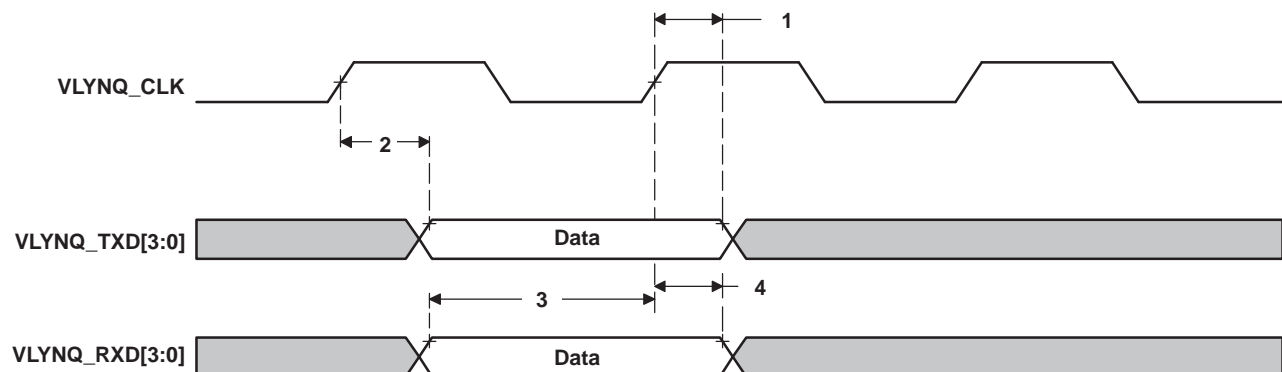 1
VLYNQ_CLK
2
VLYNQ_TXD[3:0]
Data
3
4
VLYNQ_RXD[3:0]
Data